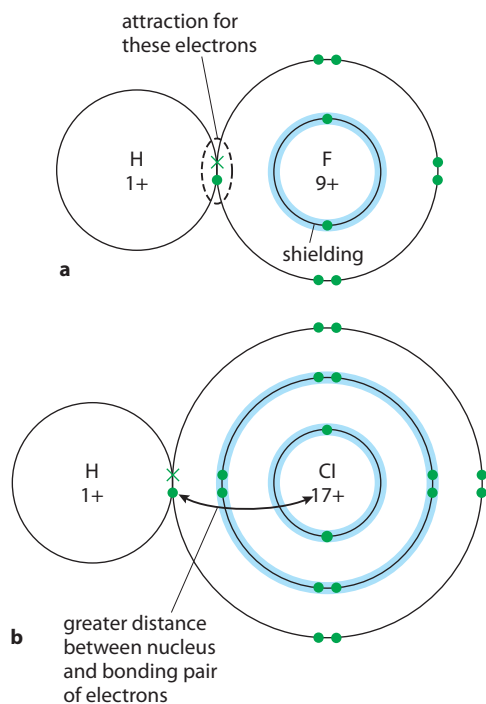 attraction for
these electrons
H
1+
F
9+
shielding
a
H
1+
Cl
17+
greater distance
between nucleus
and bonding pair
of electrons
b